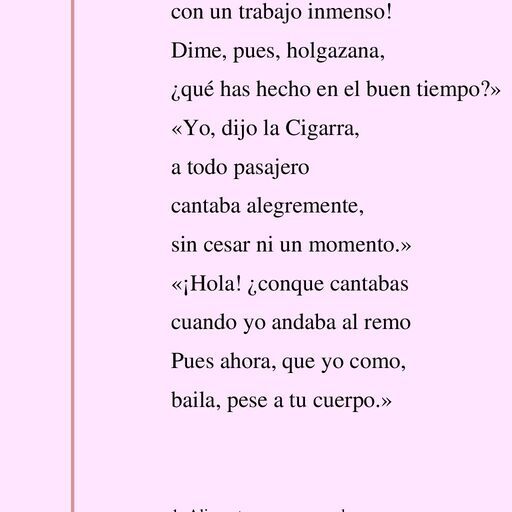 con un trabajo inmenso!
Dime, pues, holgazana,
¿qué has hecho en el buen tiempo?»
«Yo, dijo la Cigarra,
a todo pasajero
cantaba alegremente,
sin cesar ni un momento.»
«¡Hola! ¿conque cantabas
cuando yo andaba al remo
Pues ahora, que yo como,
baila, pese a tu cuerpo.»